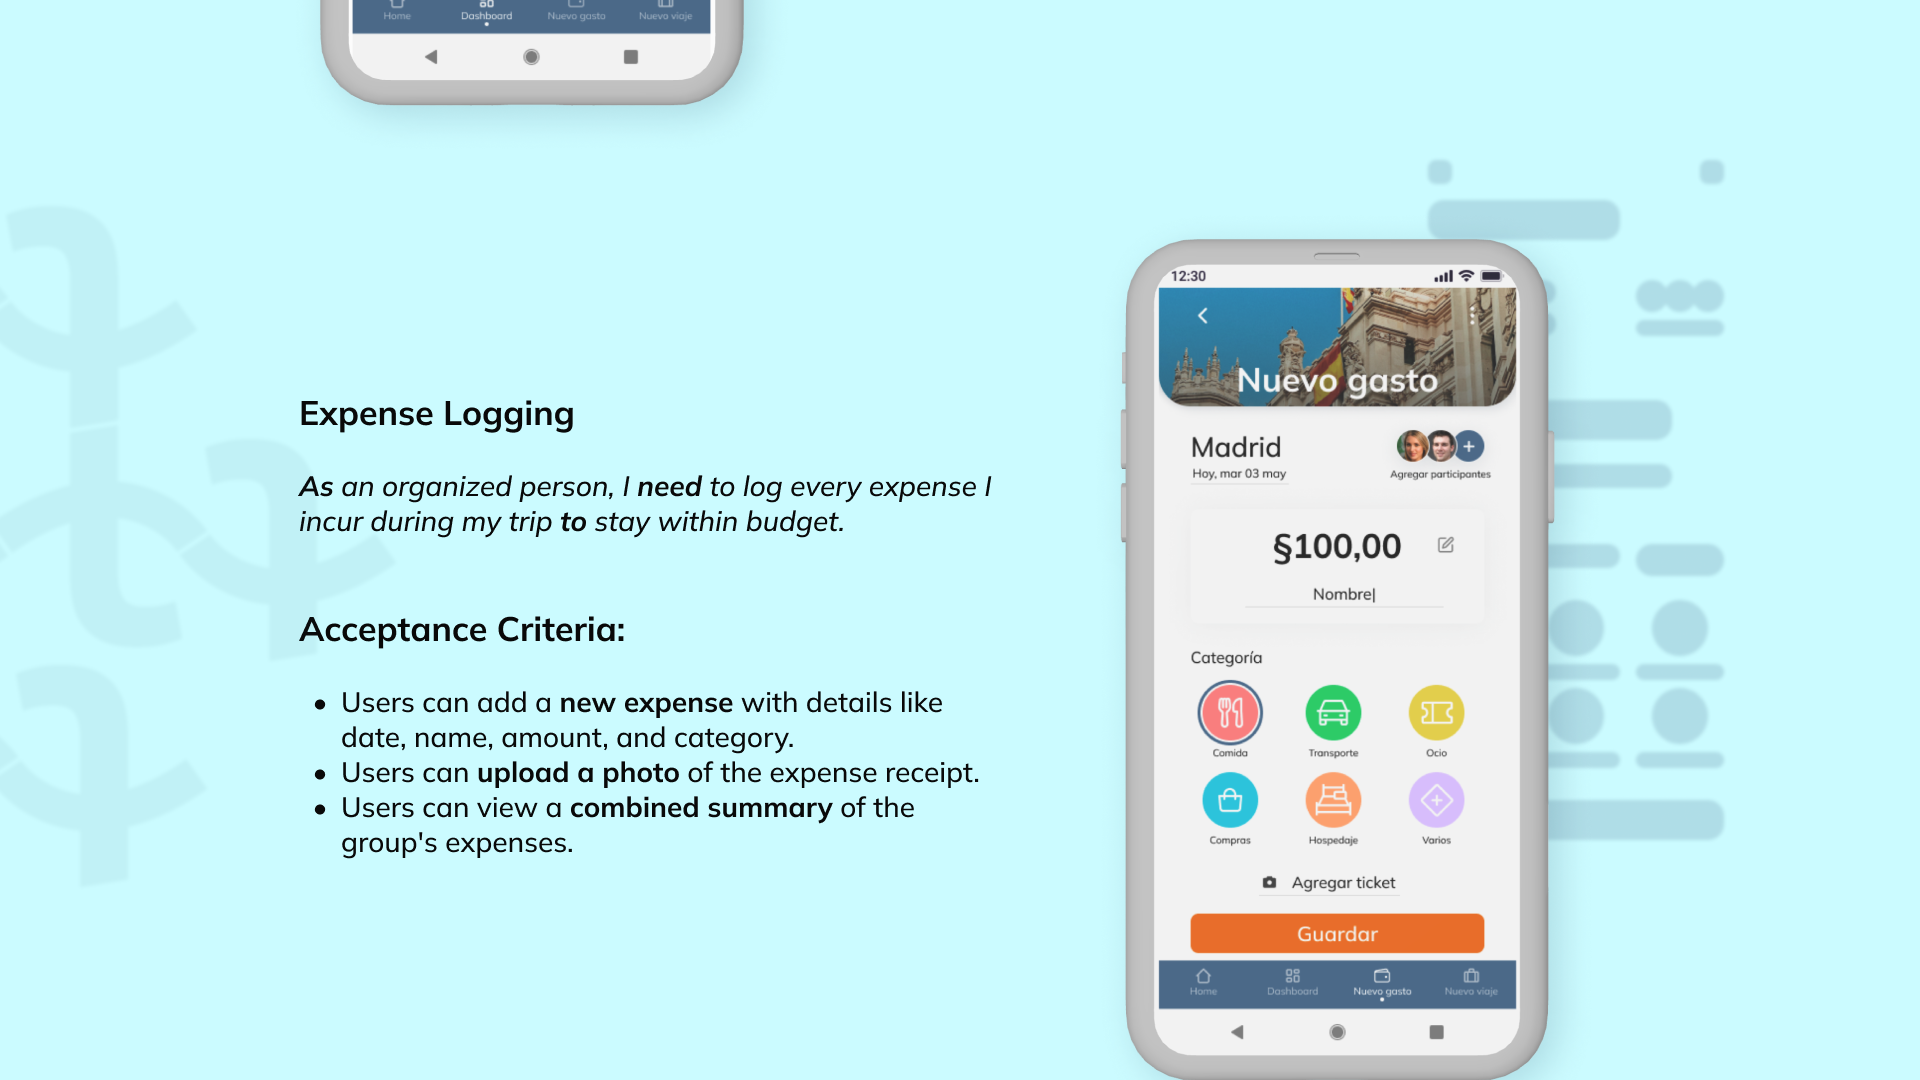 Home Dashboard Nuevo gasto Nuevo viaje
Expense Logging
As an organized person, I need to log every expense I
incur during my trip to stay within budget.
Acceptance Criteria:
Users can add a new expense with details like
date, name, amount, and category.
Users can upload a photo of the expense receipt.
Users can view a combined summary of the
group's expenses.
12:30
Nuevo gasto
Madrid
Hoy, mar 03 may
Agregar participantes
§100,00
Nombre|
Categoría
Comida Transporte Ocio
Compras Hospedaje Varios
Agregar ticket
Guardar
Home Dashboard Nuevo gasto Nuevo viaje